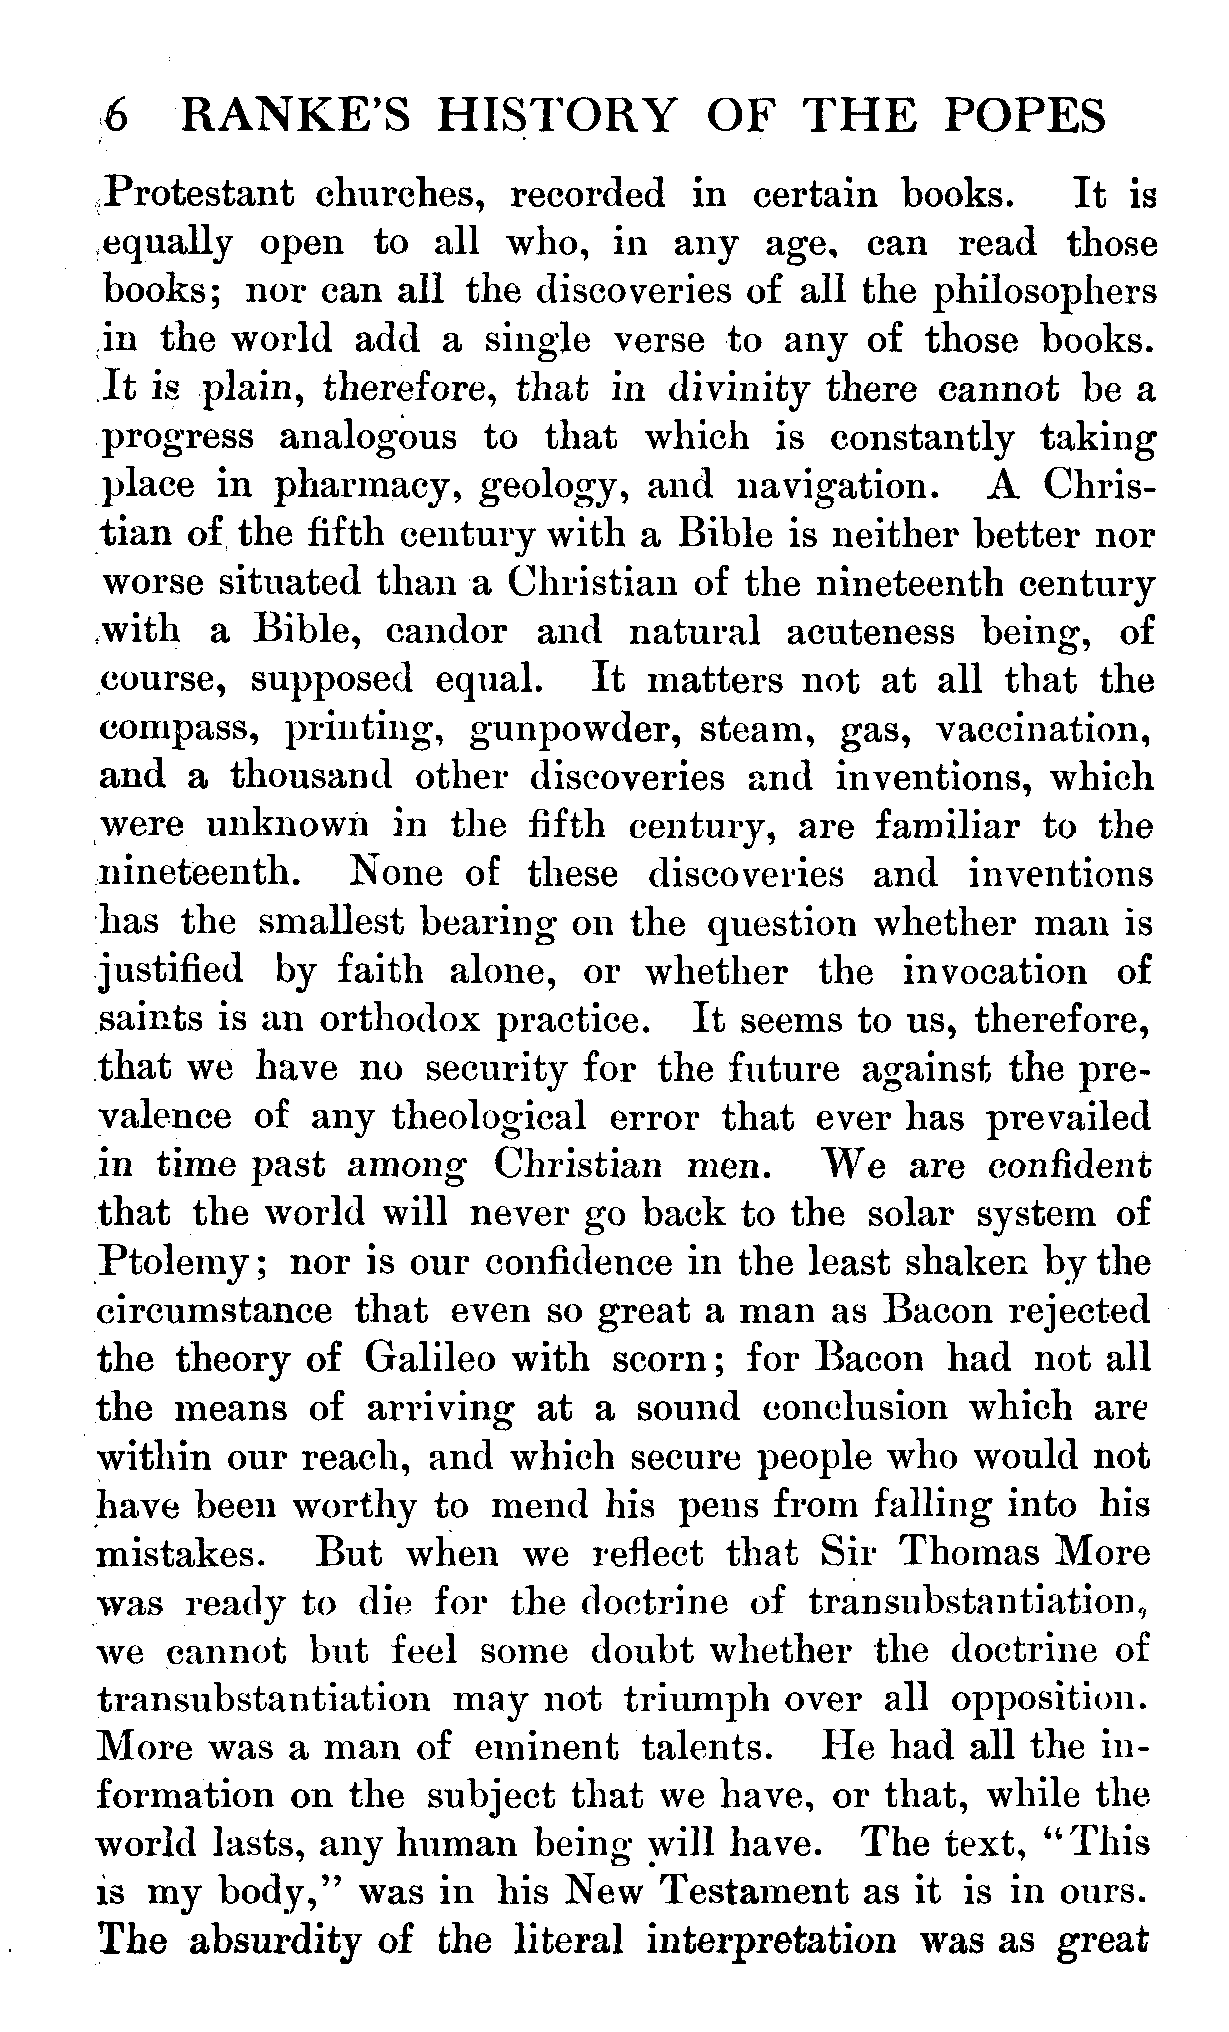 6 RANKE'S HISTORY OF THE POPES
Protestant churches, recorded in certain books. It is
equally open to all who, in any age, can read those
books; nor can all the discoveries of all the philosophers
in the world add a single verse to any of those books.
It is plain, therefore, that in divinity there cannot be a
progress analogous to that which is constantly taking
place in pharmacy, geology, and navigation. A Chris-
tian of the fifth century with a Bible is neither better nor
worse situated than a Christian of the nineteenth century
with a Bible, candor and natural acuteness being, of
course, supposed equal. It matters not at all that the
compass, printing, gunpowder, steam, gas, vaccination,
and a thousand other discoveries and inventions, which
were unknown in the fifth century, are familiar to the
nineteenth. None of these discoveries and inventions
has the smallest bearing on the question whether man is
justified by faith alone, or whether the invocation of
saints is an orthodox practice. It seems to us, therefore,
that we have no security for the future against the pre-
valence of any theological error that ever has prevailed
in time past among Christian men. We are confident
that the world will never go back to the solar system of
Ptolemy; nor is our confidence in the least shaken by the
circumstance that even so great a man as Bacon rejected
the theory of Galileo with scorn; for Bacon had not all
the means of arriving at a sound conclusion which are
within our reach, and which secure people who would not
have been worthy to mend his pens from falling into his
mistakes. But when we reflect that Sir Thomas More
was ready to die for the doctrine of transubstantiation,
we cannot but feel some doubt whether the doctrine of
transubstantiation may not triumph over all opposition.
More was a man of eminent talents. He had all the in-
formation on the subject that we have, or that, while the
world lasts, any human being will have. The text, "This
is my body," was in his New Testament as it is in ours.
The absurdity of the literal interpretation was as great